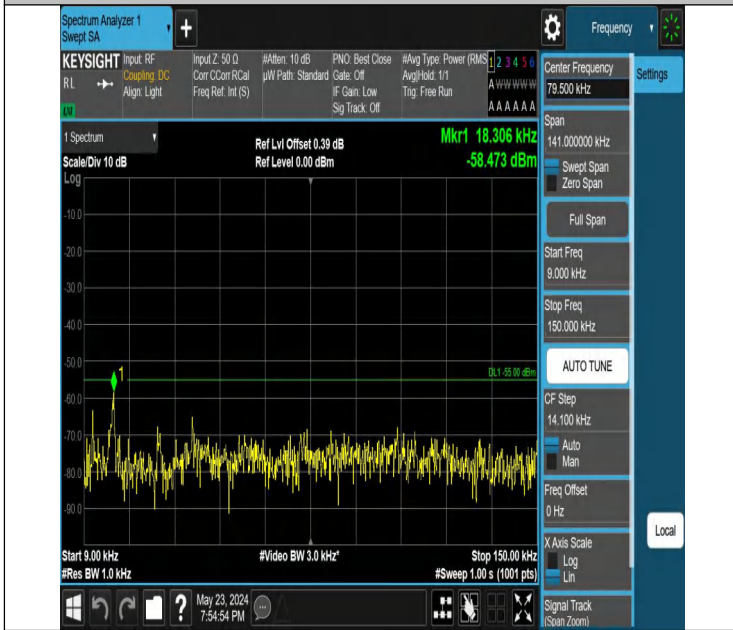 Spectrum Analyzer 1
Swept SA
Frequency
KEYSIGHT
RL
Input: RF
Coupling: DC
Align: Light
Input Z: 50 Ω
Corr CCorr RCal
Freq Ref: Int (S)
#Atten: 10 dB
µW Path: Standard
PNO: Best Close
Gate: Off
IF Gain: Low
Sig Track: Off
#Avg Type: Power (RMS
Avg|Hold: 1/1
Trig: Free Run
1 2 3 4 5 6
A W W W W W
A A A A A A
1 Spectrum
Scale/Div 10 dB
Log
Ref Lvl Offset 0.39 dB
Ref Level 0.00 dBm
Mkr1 18.306 kHz
-58.473 dBm
-10.0
-20.0
-30.0
-40.0
-50.0
-60.0
-70.0
-80.0
-90.0
1
DL1 -55.00 dBm
Start 9.00 kHz
#Res BW 1.0 kHz
#Video BW 3.0 kHz*
Stop 150.00 kHz
#Sweep 1.00 s (1001 pts)
May 23, 2024
7:54:54 PM
Center Frequency
79.500 kHz
Settings
Span
141.000000 kHz
Swept Span
Zero Span
Full Span
Start Freq
9.000 kHz
Stop Freq
150.000 kHz
AUTO TUNE
CF Step
14.100 kHz
Auto
Man
Freq Offset
0 Hz
X Axis Scale
Log
Lin
Local
Signal Track
(Span Zoom)